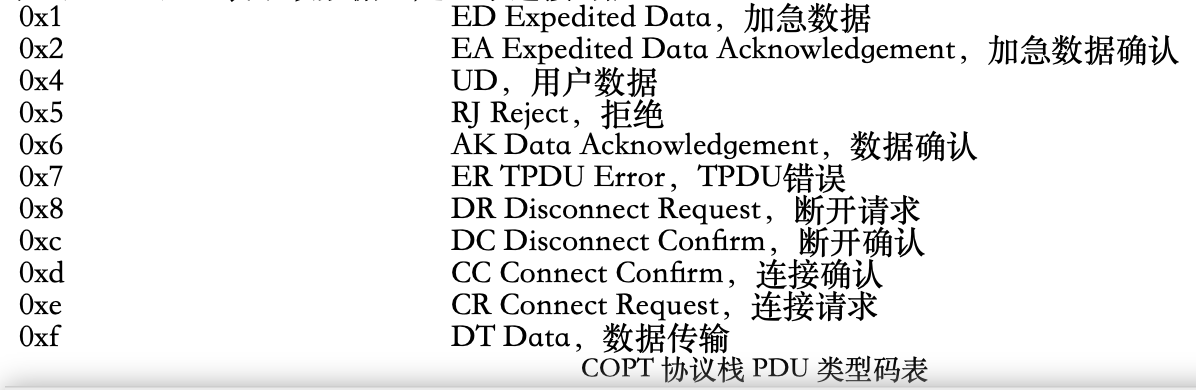 0x1 ED Expedited Data，加急数据
0x2 EA Expedited Data Acknowledgement，加急数据确认
0x4 UD，用户数据
0x5 RJ Reject，拒绝
0x6 AK Data Acknowledgement，数据确认
0x7 ER TPDU Error，TPDU错误
0x8 DR Disconnect Request，断开请求
0xc DC Disconnect Confirm，断开确认
0xd CC Connect Confirm，连接确认
0xe CR Connect Request，连接请求
0xf DT Data，数据传输
COPT 协议栈 PDU 类型码表